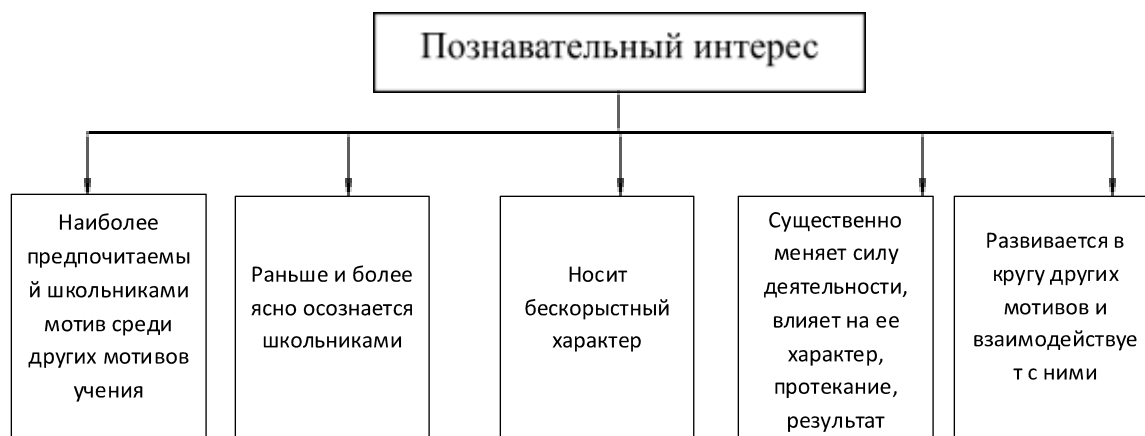 Познавательный интерес
Наиболее
предпочитаемы
й школьниками
мотив среди
других мотивов
учения
Раньше и более
ясно осознается
школьниками
Носит
бескорыстный
характер
Существенно
меняет силу
деятельности,
влияет на ее
характер,
протекание,
результат
Развивается в
кругу других
мотивов и
взаимодействуе
т с ними